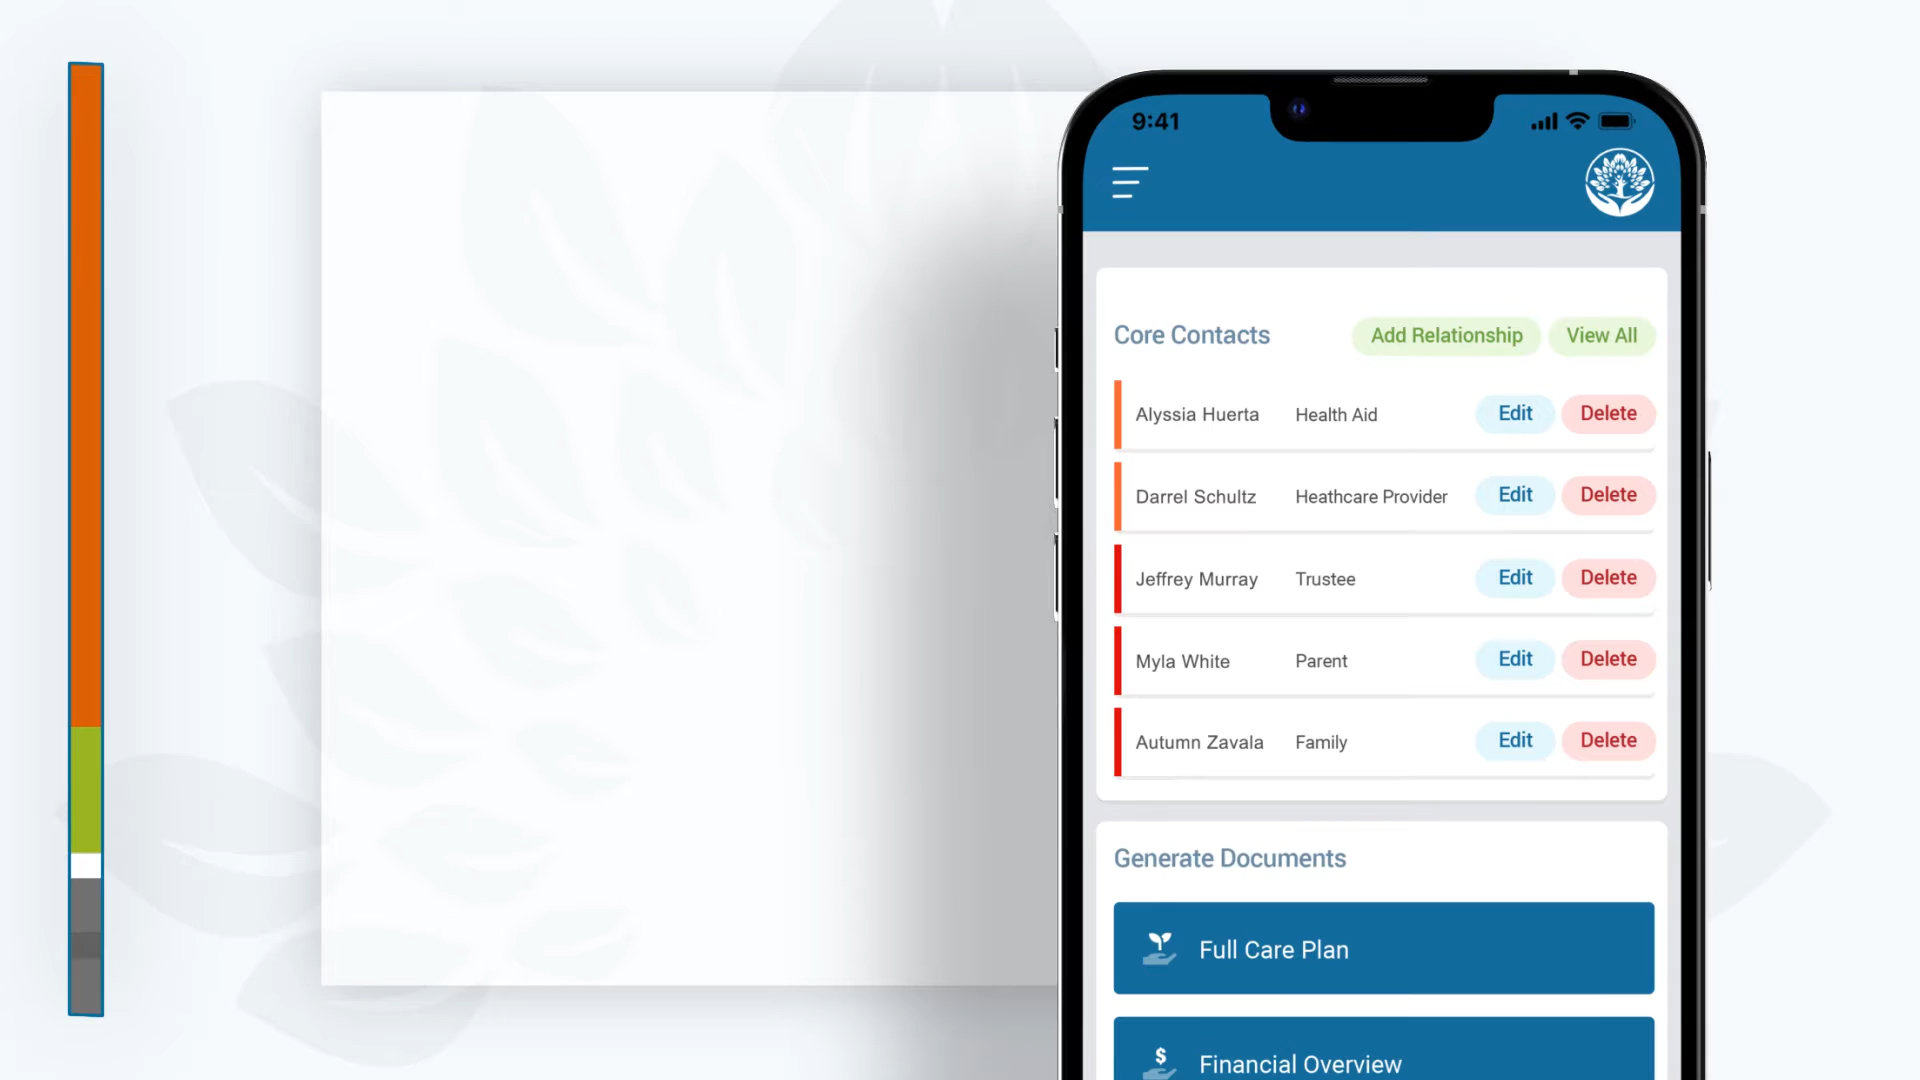 9:41
Core Contacts Add Relationship View All
Alyssia Huerta Health Aid Edit Delete
Darrel Schultz Heathcare Provider Edit Delete
Jeffrey Murray Trustee Edit Delete
Myla White Parent Edit Delete
Autumn Zavala Family Edit Delete
Generate Documents
Full Care Plan
$
Financial Overview